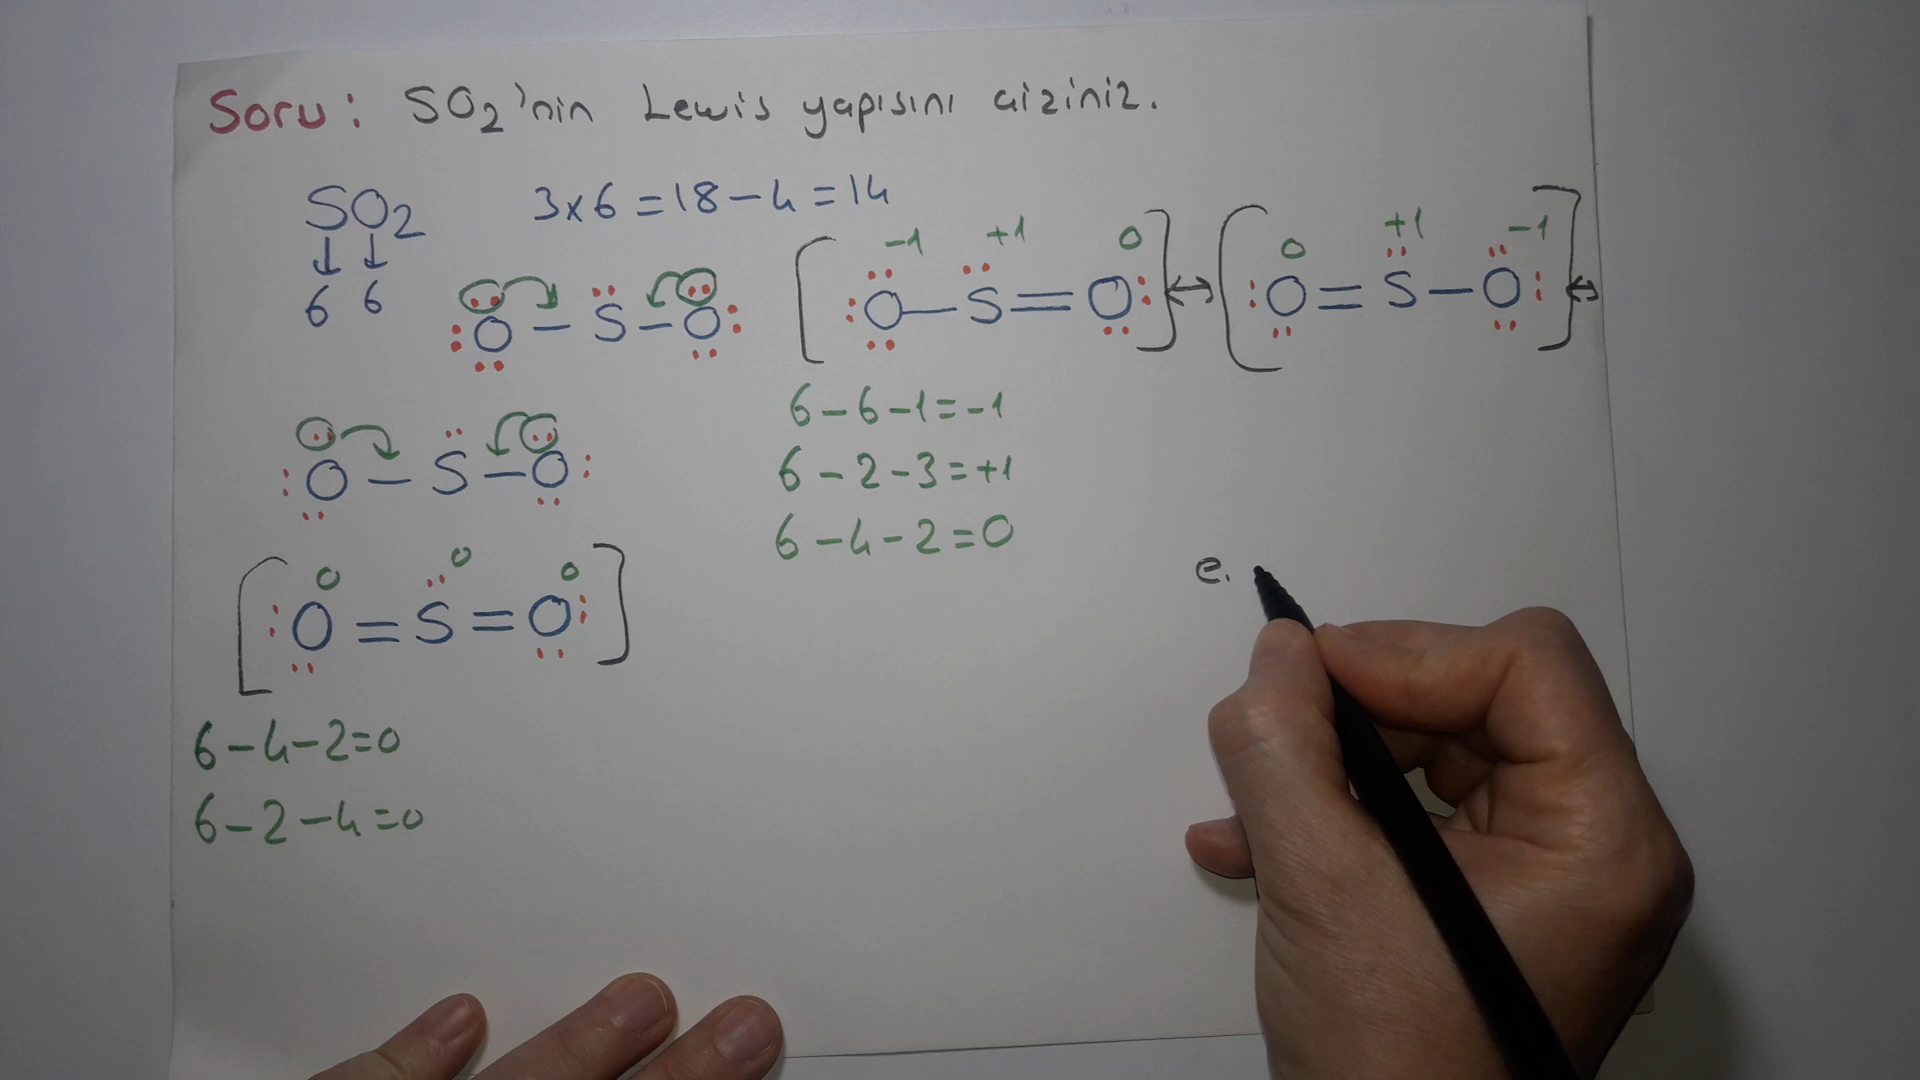 Soru: SO2'nin Lewis yapısını çiziniz.
SO2 3x6=18-4=14
↓ ↓
6 6
-1 +1 0 0 +1 -1
O-S-O [O-S=O]↔[O=S-O]↔
6-6-1=-1
O-S-O
6-2-3=+1
6-4-2=0
0 0 0
[O=S=O]
e.
6-4-2=0
6-2-4=0